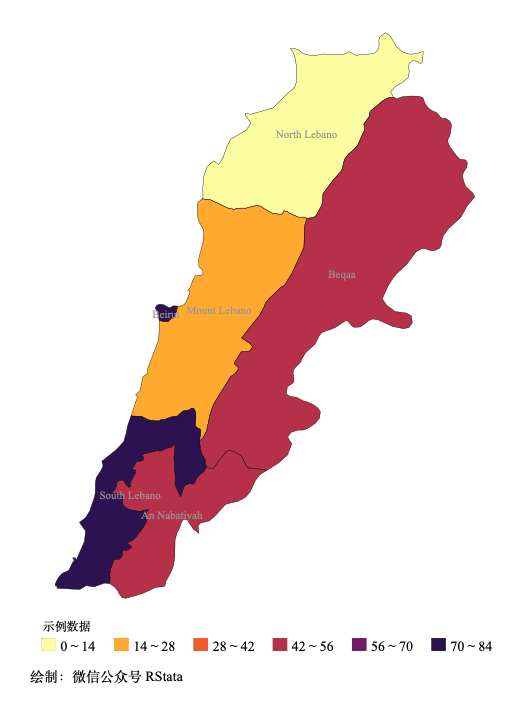 North Lebano
Beqaa
Mount Lebano
Beirut
South Lebano
An Nabatiyah
示例数据
0 ~ 14 14 ~ 28 28 ~ 42 42 ~ 56 56 ~ 70 70 ~ 84
绘制：微信公众号 RStata